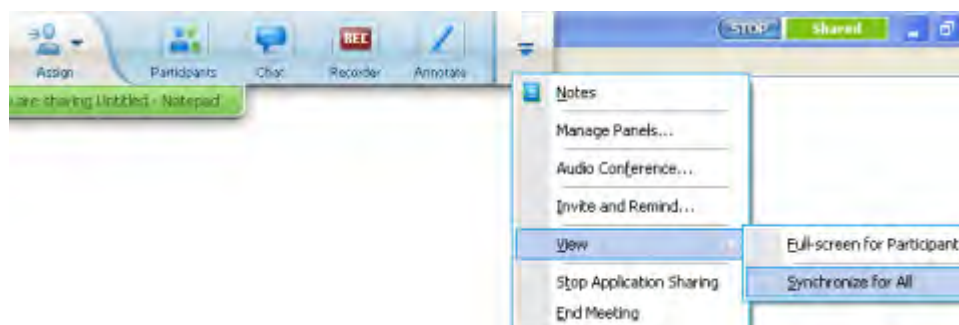 STOP Shared
Assign Participants Chat Recorder Annotate
are sharing Untitled - Notepad
Notes
Manage Panels...
Audio Conference...
Invite and Remind...
View
Full-screen for Participant
Stop Application Sharing
Synchronize for All
End Meeting